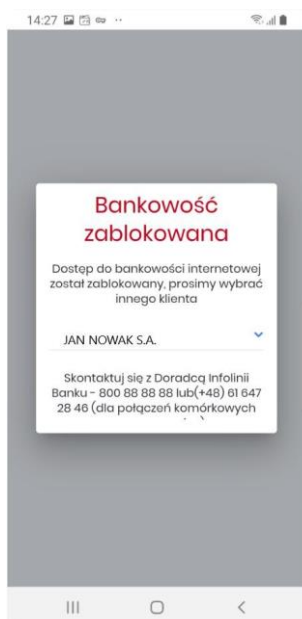 14:27
Bankowość
zablokowana
Dostęp do bankowości internetowej
został zablokowany, prosimy wybrać
innego klienta
JAN NOWAK S.A.
Skontaktuj się z Doradcą Infolinii
Banku - 800 88 88 88 lub(+48) 61 647
28 46 (dla połączeń komórkowych